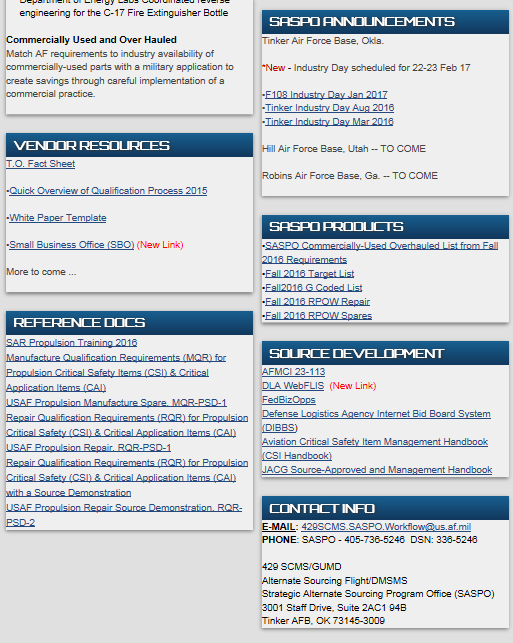 Department of Energy Labs Coordinated reverse
engineering for the C-17 Fire Extinguisher Bottle
Commercially Used and Over Hauled
Match AF requirements to industry availability of
commercially-used parts with a military application to
create savings through careful implementation of a
commercial practice.
VENDOR RESOURCES
T.O. Fact Sheet
•Quick Overview of Qualification Process 2015
•White Paper Template
•Small Business Office (SBO) (New Link)
More to come ...
REFERENCE DOCS
SAR Propulsion Training 2016
Manufacture Qualification Requirements (MQR) for
Propulsion Critical Safety Items (CSI) & Critical
Application Items (CAI)
USAF Propulsion Manufacture Spare. MQR-PSD-1
Repair Qualification Requirements (RQR) for Propulsion
Critical Safety (CSI) & Critical Application Items (CAI)
USAF Propulsion Repair. RQR-PSD-1
Repair Qualification Requirements (RQR) for Propulsion
Critical Safety (CSI) & Critical Application Items (CAI)
with a Source Demonstration
USAF Propulsion Repair Source Demonstration. RQR-
PSD-2
SASPO ANNOUNCEMENTS
Tinker Air Force Base, Okla.
*New - Industry Day scheduled for 22-23 Feb 17
•F108 Industry Day Jan 2017
•Tinker Industry Day Aug 2016
•Tinker Industry Day Mar 2016
Hill Air Force Base, Utah -- TO COME
Robins Air Force Base, Ga. -- TO COME
SASPO PRODUCTS
•SASPO Commercially-Used Overhauled List from Fall
2016 Requirements
•Fall 2016 Target List
•Fall2016 G Coded List
•Fall 2016 RPOW Repair
•Fall 2016 RPOW Spares
SOURCE DEVELOPMENT
AFMCI 23-113
DLA WebFLIS (New Link)
FedBizOpps
Defense Logistics Agency Internet Bid Board System
(DIBBS)
Aviation Critical Safety Item Management Handbook
(CSI Handbook)
JACG Source-Approved and Management Handbook
CONTACT INFO
E-MAIL: 429SCMS.SASPO.Workflow@us.af.mil
PHONE: SASPO - 405-736-5246 DSN: 336-5246
429 SCMS/GUMD
Alternate Sourcing Flight/DMSMS
Strategic Alternate Sourcing Program Office (SASPO)
3001 Staff Drive, Suite 2AC1 94B
Tinker AFB, OK 73145-3009